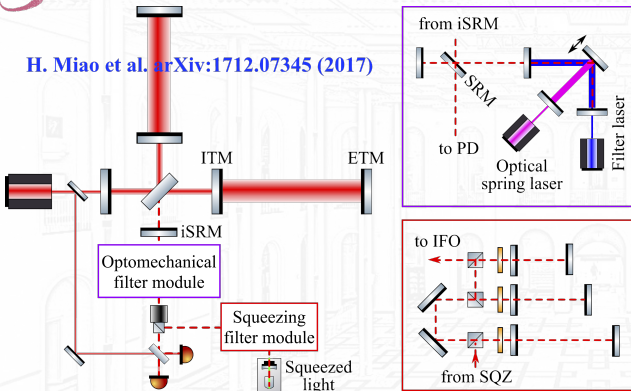 H. Miao et al. arXiv:1712.07345 (2017)
ITM
ETM
iSRM
Optomechanical
filter module
Squeezing
filter module
Squeezed
light
from iSRM
SRM
to PD
Optical
spring laser
Filter laser
to IFO
from SQZ